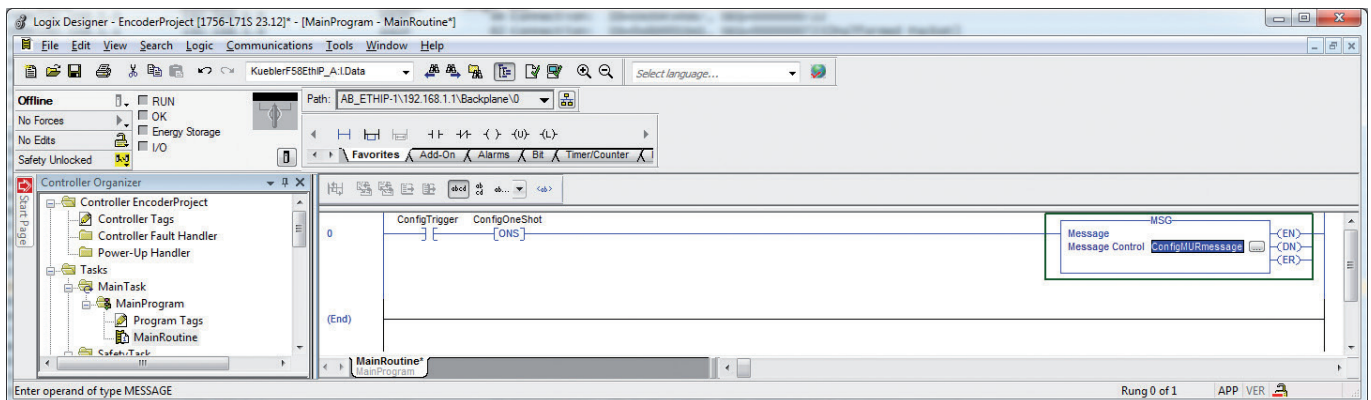 Logix Designer - EncoderProject [1756-L71S 23.12]* - [MainProgram - MainRoutine*]
File Edit View Search Logic Communications Tools Window Help
KueblerF58EthIP_A:I.Data
Select language...
Offline
RUN
No Forces
OK
No Edits
Energy Storage
Safety Unlocked
I/O
Path: AB_ETHIP-1\192.168.1.1\Backplane\0
Favorites Add-On Alarms Bit Timer/Counter
Start Page
Controller Organizer
Controller EncoderProject
Controller Tags
Controller Fault Handler
Power-Up Handler
Tasks
MainTask
MainProgram
Program Tags
MainRoutine
SafetyTask
abcd ab cd ab... <ab>
0
ConfigTrigger ConfigOneShot
ONS
MSG
Message
Message Control ConfigMURmessage ...
EN
DN
ER
(End)
MainRoutine*
MainProgram
Enter operand of type MESSAGE
Rung 0 of 1 APP VER